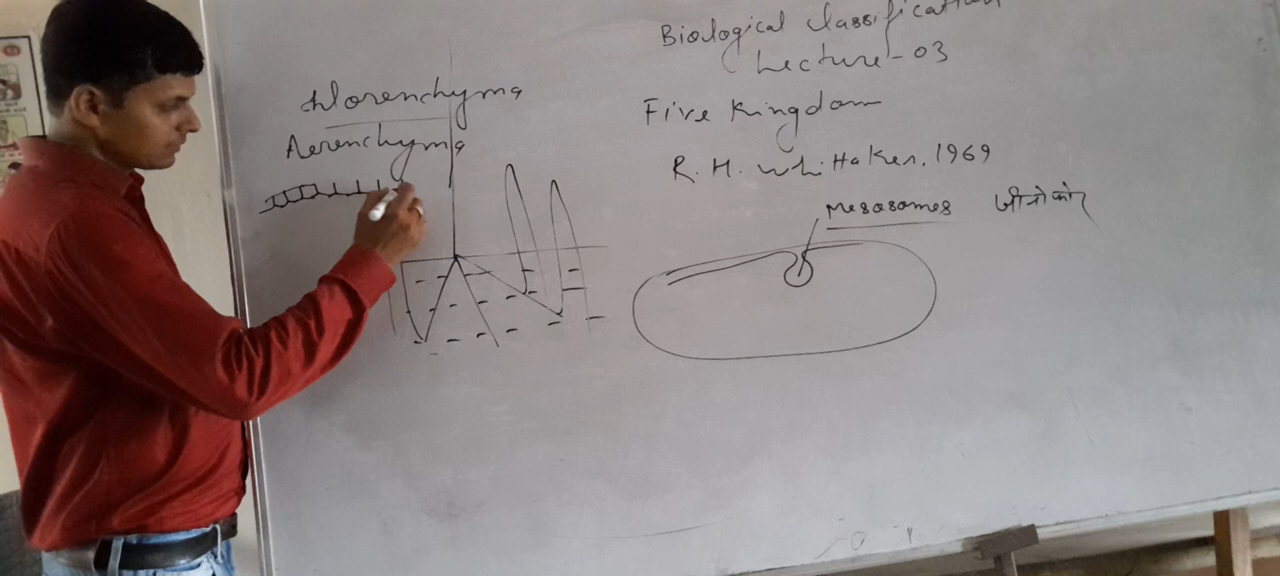 Biological Classification
Lecture-03
Chlorenchyma
Aerenchyma
Five Kingdom
R. H. Whittaker, 1969
Mesosomes